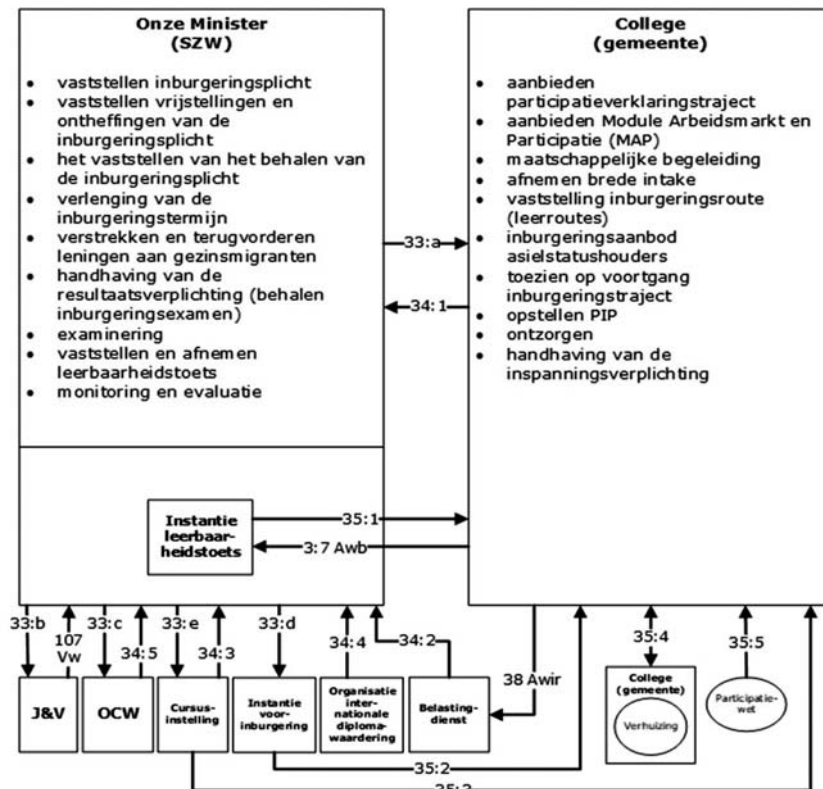 Onze Minister
(SZW)
• vaststellen inburgeringsplicht
• vaststellen vrijstellingen en
ontheffingen van de
inburgeringsplicht
• het vaststellen van het behalen van
de inburgeringsplicht
• verlenging van de
inburgeringstermijn
• verstrekken en terugvorderen
leningen aan gezinsmigranten
• handhaving van de
resultaatsverplichting (behalen
inburgeringsexamen)
• examinering
• vaststellen en afnemen
leerbaarheidstoets
• monitoring en evaluatie
College
(gemeente)
• aanbieden
participatieverklaringstraject
• aanbieden Module Arbeidsmarkt en
Participatie (MAP)
• maatschappelijke begeleiding
• afnemen brede intake
• vaststelling inburgeringsroute
(leerroutes)
• inburgeringsaanbod
asielstatushouders
• toezien op voortgang
inburgeringstraject
• opstellen PIP
• ontzorgen
• handhaving van de
inspanningsverplichting
33:a
34:1
Instantie
leerbaar-
heidstoets
35:1
3:7 Awb
33:b
107
Vw
33:c
34:5
33:e
34:3
33:d
34:4
34:2
38 Awir
35:4
35:5
J&V
OCW
Cursus-
instelling
Instantie
voor-
inburgering
Organisatie
inter-
nationale
diploma-
waardering
Belasting-
dienst
College
(gemeente)
Verhuizing
Participatie-
wet
35:2
35:3